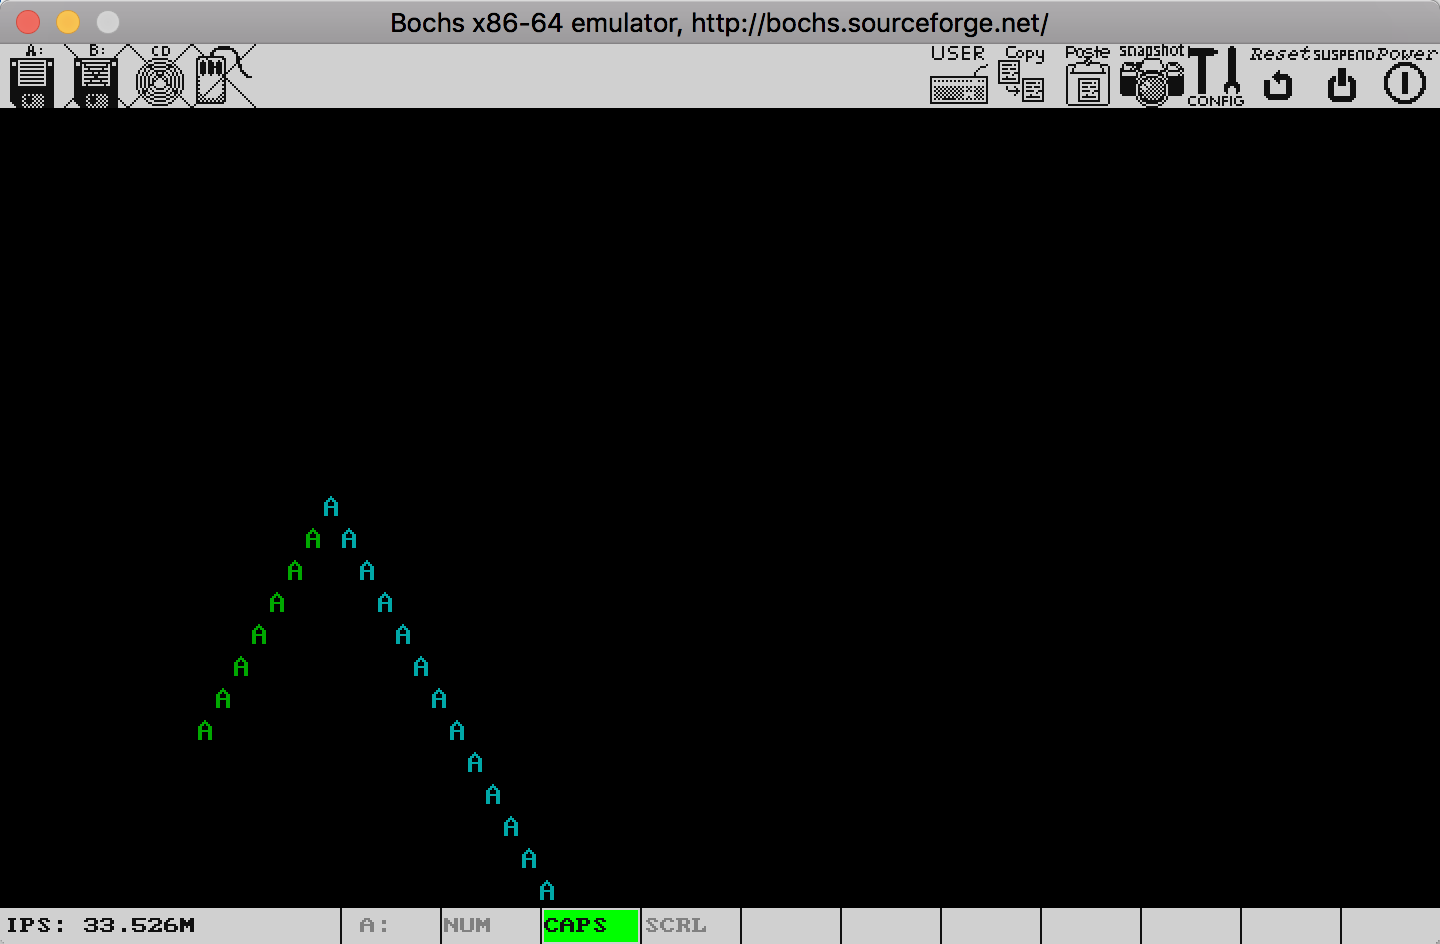 Bochs x86-64 emulator, http://bochs.sourceforge.net/
A: B: CD USER Copy Paste snapshot CONFIG Reset SUSPEND Power
A
A A
A A
A A
A A
A A
A A
A A
A
A
A
A
A
IPS: 33.526M A: NUM CAPS SCRL